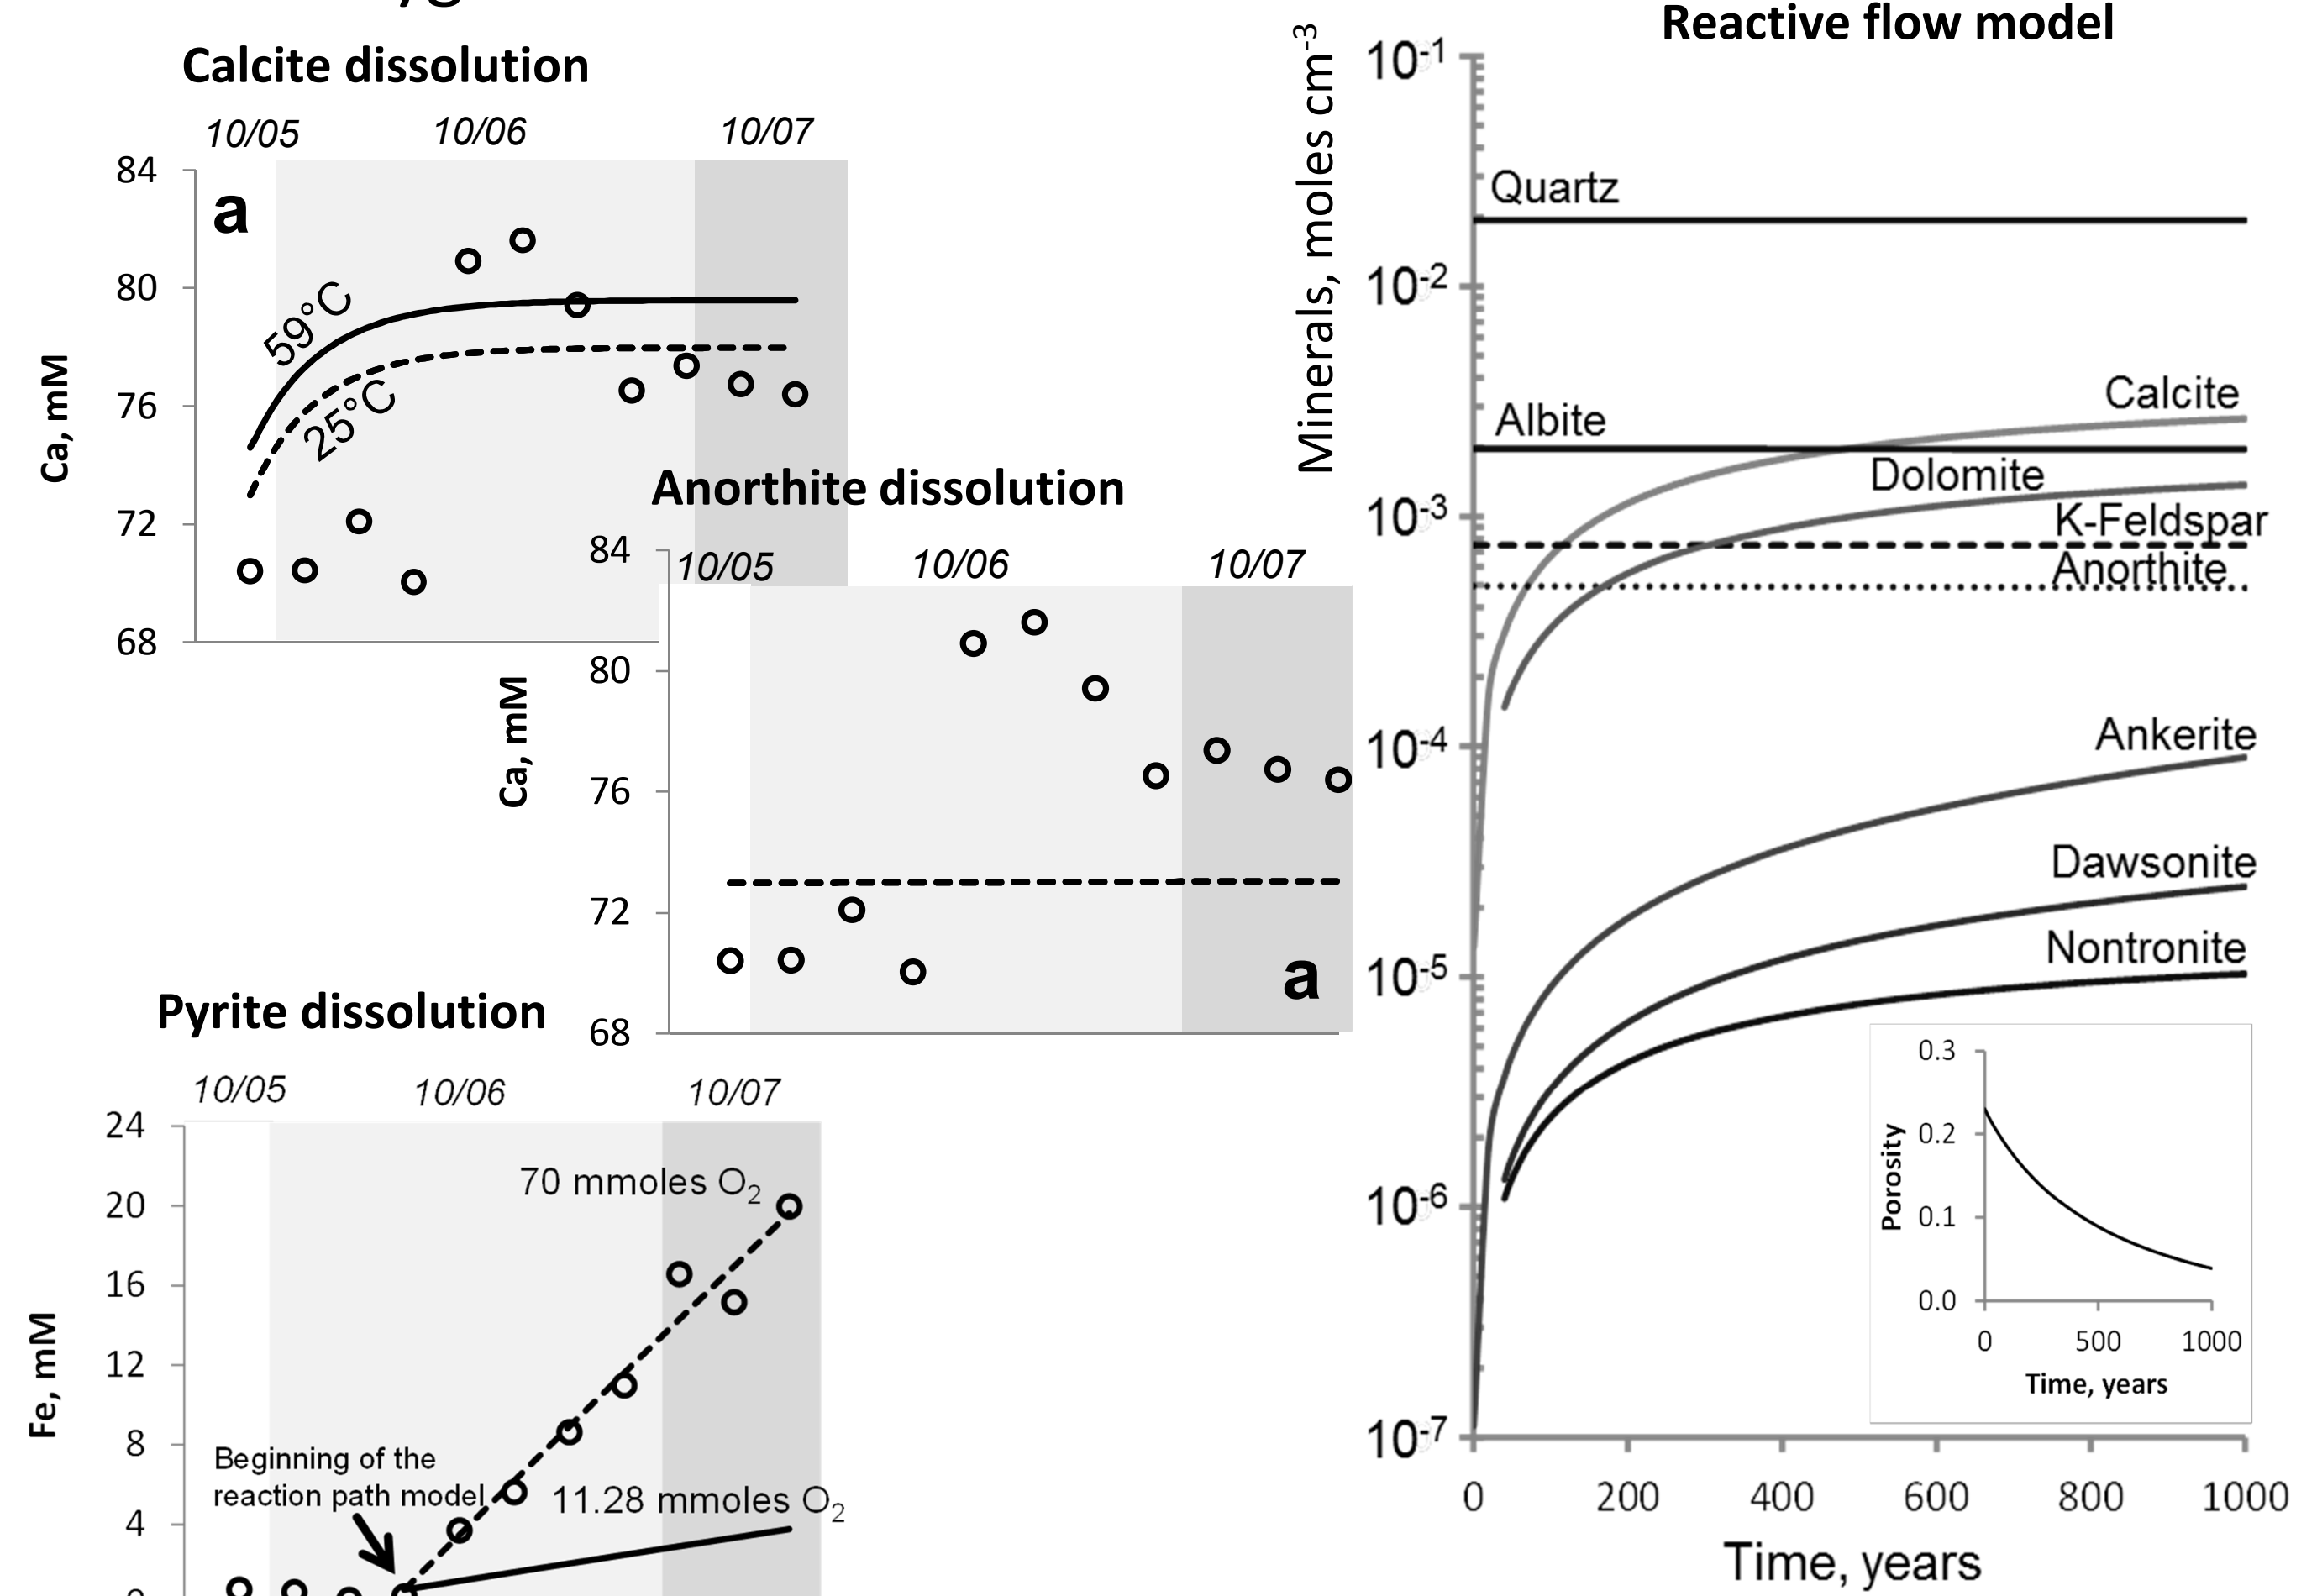 Calcite dissolution
10/05 10/06 10/07
84
80
76
72
68
Ca, mM
a
59°C
25°C
Anorthite dissolution
10/05 10/06 10/07
84
80
76
72
68
Ca, mM
a
Pyrite dissolution
10/05 10/06 10/07
24
20
16
12
8
4
Fe, mM
70 mmoles O2
Beginning of the
reaction path model
11.28 mmoles O2
Reactive flow model
Minerals, moles cm-3
10-1
10-2
10-3
10-4
10-5
10-6
10-7
Quartz
Calcite
Albite
Dolomite
K-Feldspar
Anorthite
Ankerite
Dawsonite
Nontronite
0.3
0.2
0.1
0.0
Porosity
0 500 1000
Time, years
0 200 400 600 800 1000
Time, years